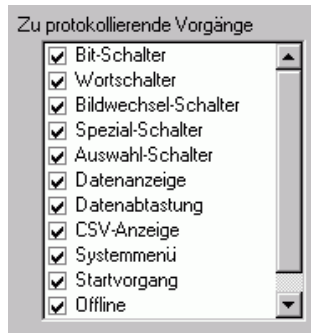 Zu protokollierende Vorgänge
Bit-Schalter
Wortschalter
Bildwechsel-Schalter
Spezial-Schalter
Auswahl-Schalter
Datenanzeige
Datenabtastung
CSV-Anzeige
Systemmenü
Startvorgang
Offline